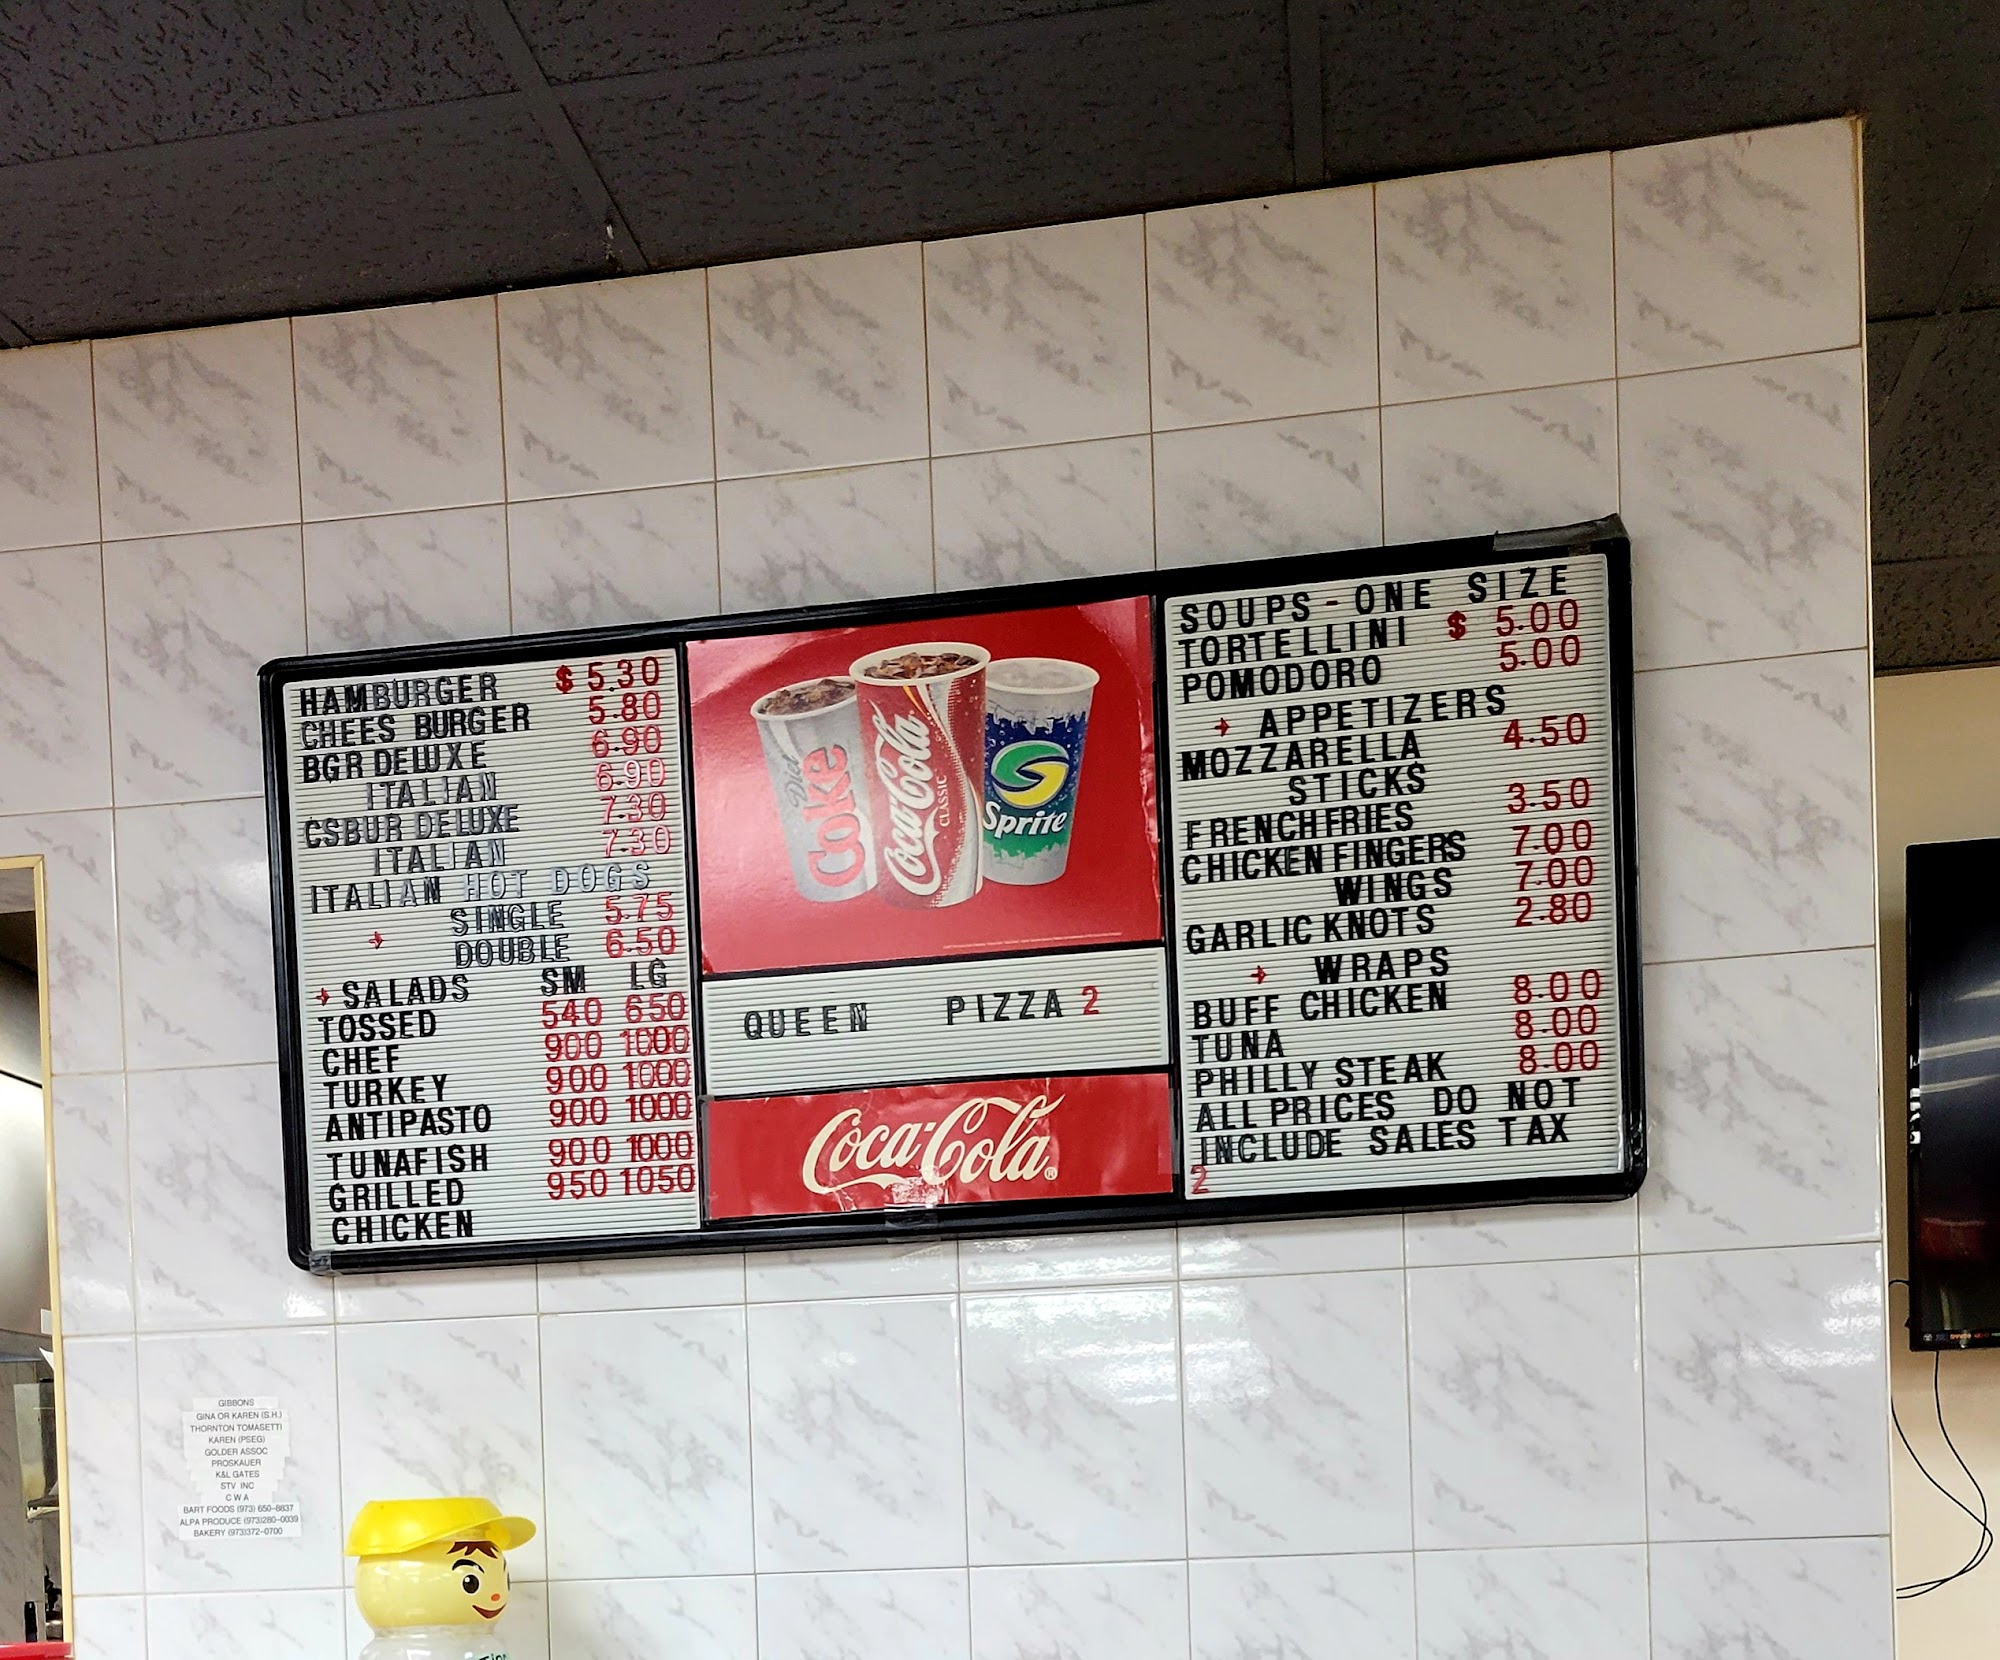 HAMBURGER $ 5.30
CHEES BURGER 5.80
BGR DELUXE 6.90
ITALIAN 6.90
CSBUR DELUXE 7.30
ITALIAN 7.30
ITALIAN HOT DOGS
SINGLE 5.75
DOUBLE 6.50
SALADS SM LG
TOSSED 540 650
CHEF 900 1000
TURKEY 900 1000
ANTIPASTO 900 1000
TUNAFISH 900 1000
GRILLED 950 1050
CHICKEN
Diet
Coke
Coca-Cola
CLASSIC
Sprite
QUEEN PIZZA 2
Coca-Cola®
SOUPS-ONE SIZE
TORTELLINI $ 5.00
POMODORO 5.00
APPETIZERS
MOZZARELLA 4.50
STICKS
FRENCH FRIES 3.50
CHICKEN FINGERS 7.00
WINGS 7.00
GARLIC KNOTS 2.80
WRAPS
BUFF CHICKEN 8.00
TUNA 8.00
PHILLY STEAK 8.00
ALL PRICES DO NOT
INCLUDE SALES TAX
2
GIBBONS
GINA OR KAREN (S.H.)
THORNTON TOMASETTI
KAREN (PSEG)
GOLDER ASSOC
PROSKAUER
K&L GATES
STV INC
C W A
BART FOODS (973) 650-8837
ALPA PRODUCE (973)280-0039
BAKERY (973)372-0700